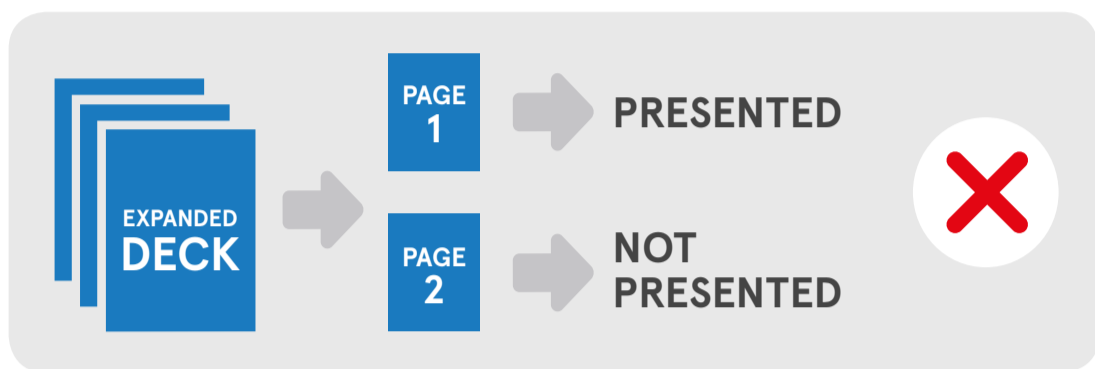 EXPANDED
DECK
PAGE
1
PRESENTED
PAGE
2
NOT
PRESENTED